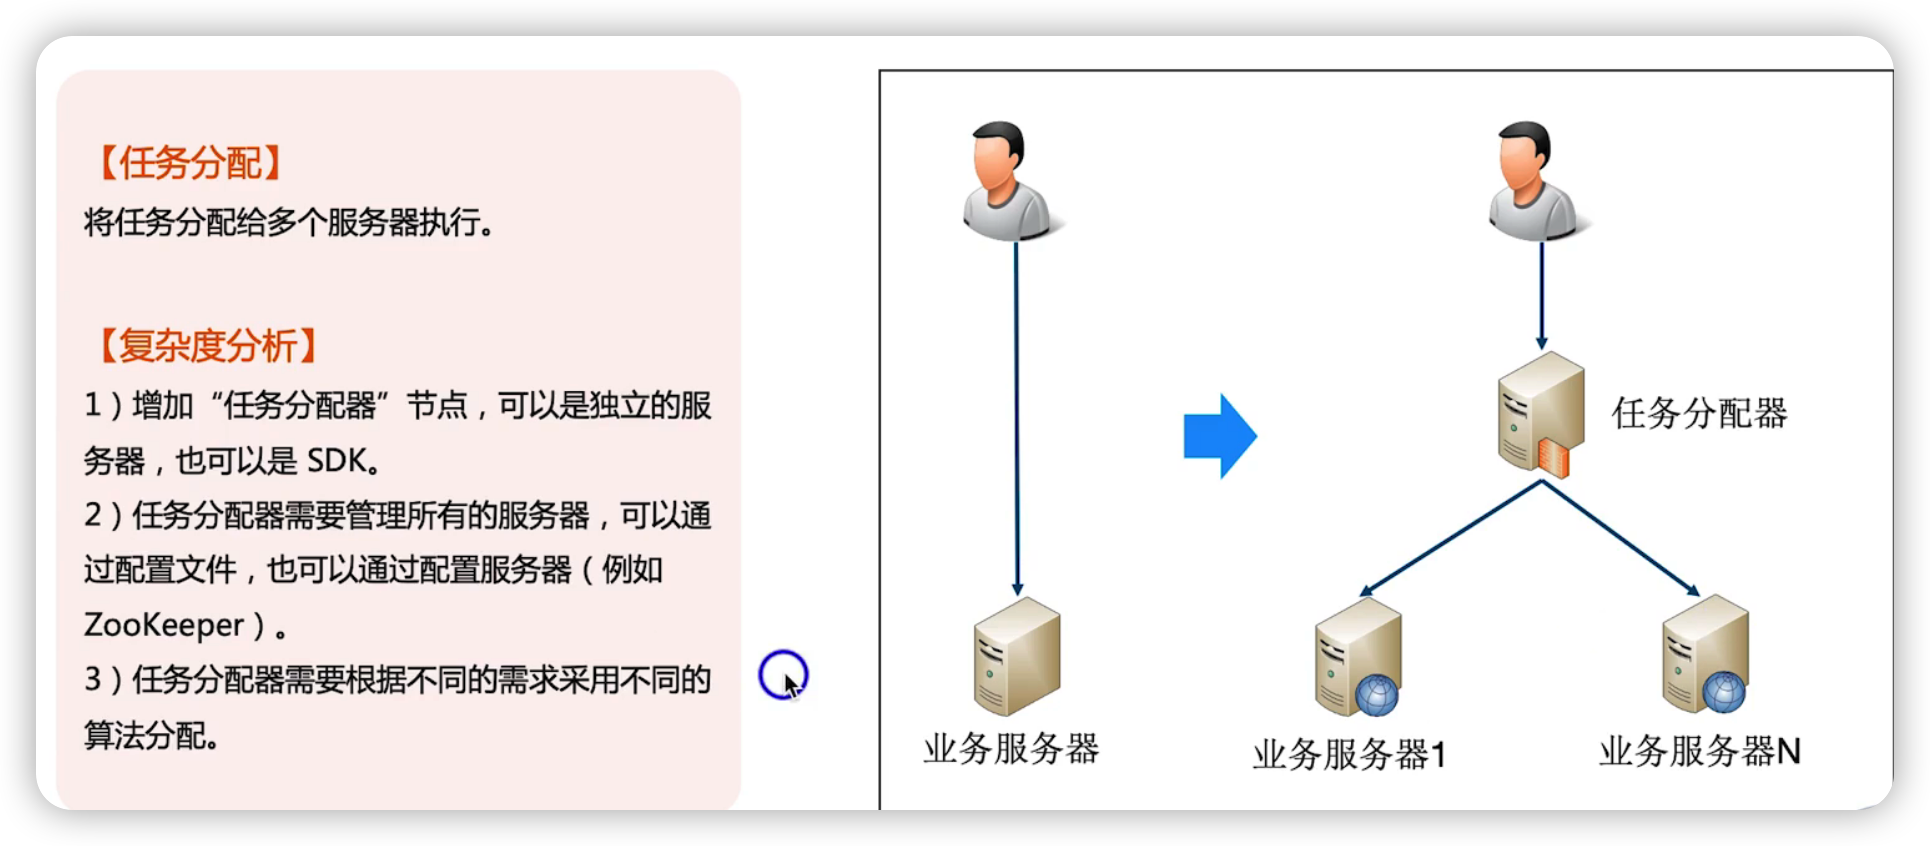 【任务分配】
将任务分配给多个服务器执行。
【复杂度分析】
1）增加“任务分配器”节点，可以是独立的服
务器，也可以是 SDK。
2）任务分配器需要管理所有的服务器，可以通
过配置文件，也可以通过配置服务器（例如
ZooKeeper）。
3）任务分配器需要根据不同的需求采用不同的
算法分配。
任务分配器
业务服务器
业务服务器1
业务服务器N